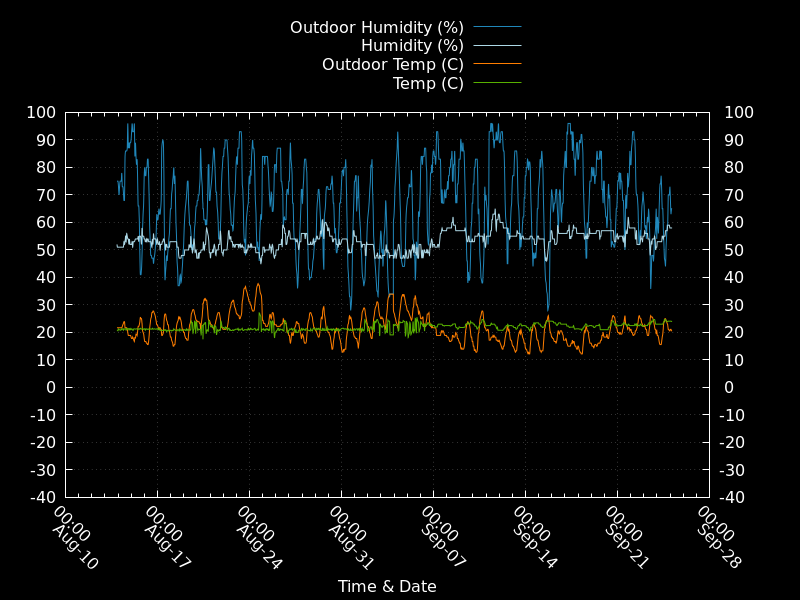 Outdoor Humidity (%)
Humidity (%)
Outdoor Temp (C)
Temp (C)
100 100
90 90
80 80
70 70
60 60
50 50
40 40
30 30
20 20
10 10
0 0
-10 -10
-20 -20
-30 -30
-40 -40
00:00 Aug-10
00:00 Aug-17
00:00 Aug-24
00:00 Aug-31
00:00 Sep-07
00:00 Sep-14
00:00 Sep-21
00:00 Sep-28
Time & Date